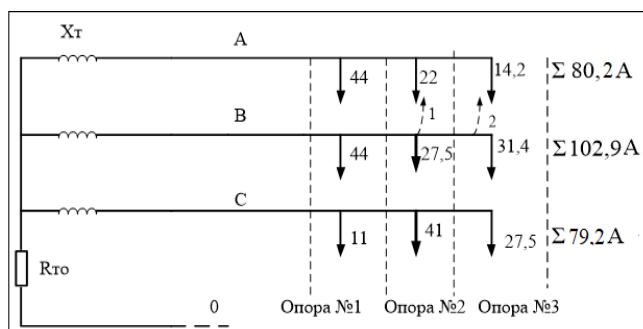 Xт
A
14,2
Σ 80,2A
44
22
1
2
B
31,4
Σ 102,9A
44
27,5
C
Σ 79,2A
11
41
27,5
Rто
0
Опора №1
Опора №2
Опора №3